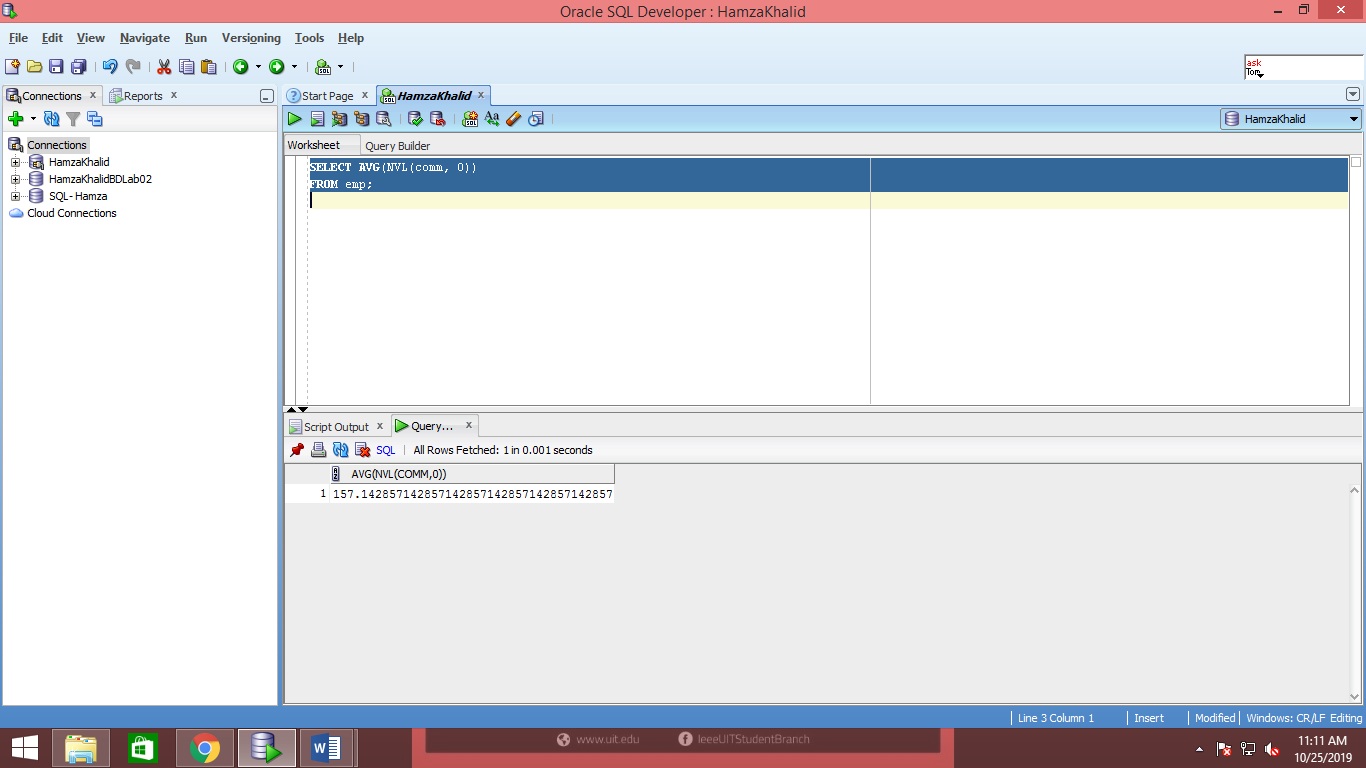 Oracle SQL Developer : HamzaKhalid
File Edit View Navigate Run Versioning Tools Help
ask
Tom
Connections x Reports x
Start Page x HamzaKhalid x
HamzaKhalid
Connections
HamzaKhalid
HamzaKhalidBDLab02
SQL- Hamza
Cloud Connections
Worksheet Query Builder
SELECT AVG(NVL(comm, 0))
FROM emp;
Script Output x Query... x
SQL All Rows Fetched: 1 in 0.001 seconds
AVG(NVL(COMM,0))
1 157.142857142857142857142857142857142857
Line 3 Column 1 Insert Modified Windows: CR/LF Editing
www.uit.edu IeeeUITStudentBranch
11:11 AM
10/25/2019